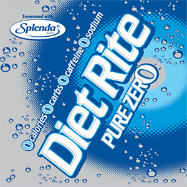 Sweetened with
Splenda
0 calories 0 carbs 0 caffeine 0 sodium
Diet Rite
PURE ZERO